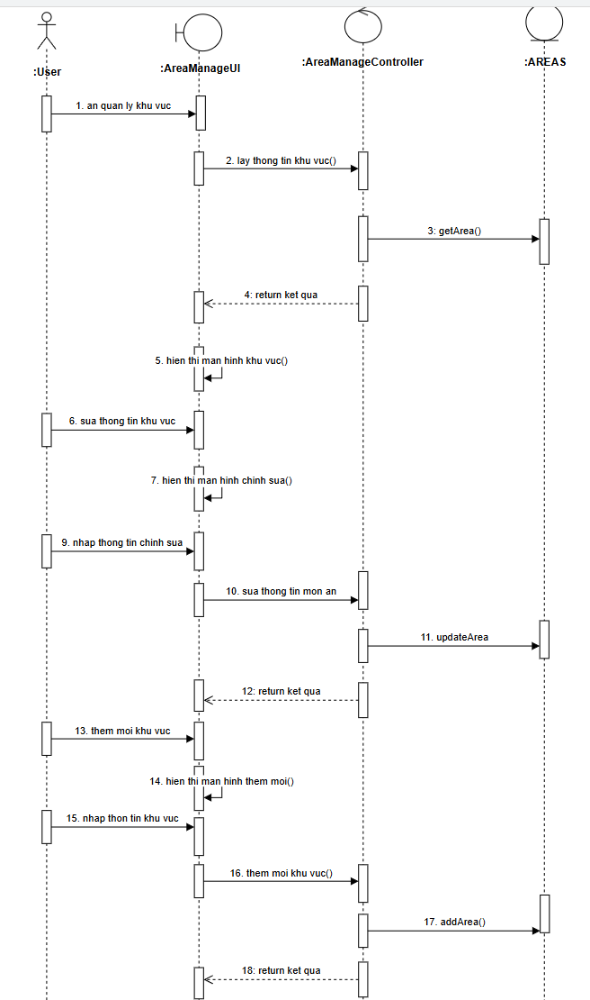 :User
:AreaManageUI
:AreaManageController
:AREAS
1. an quan ly khu vuc
2. lay thong tin khu vuc()
3: getArea()
4: return ket qua
5. hien thi man hinh khu vuc()
6. sua thong tin khu vuc
7. hien thi man hinh chinh sua()
9. nhap thong tin chinh sua
10. sua thong tin mon an
11. updateArea
12: return ket qua
13. them moi khu vuc
14. hien thi man hinh them moi()
15. nhap thon tin khu vuc
16. them moi khu vuc()
17. addArea()
18: return ket qua